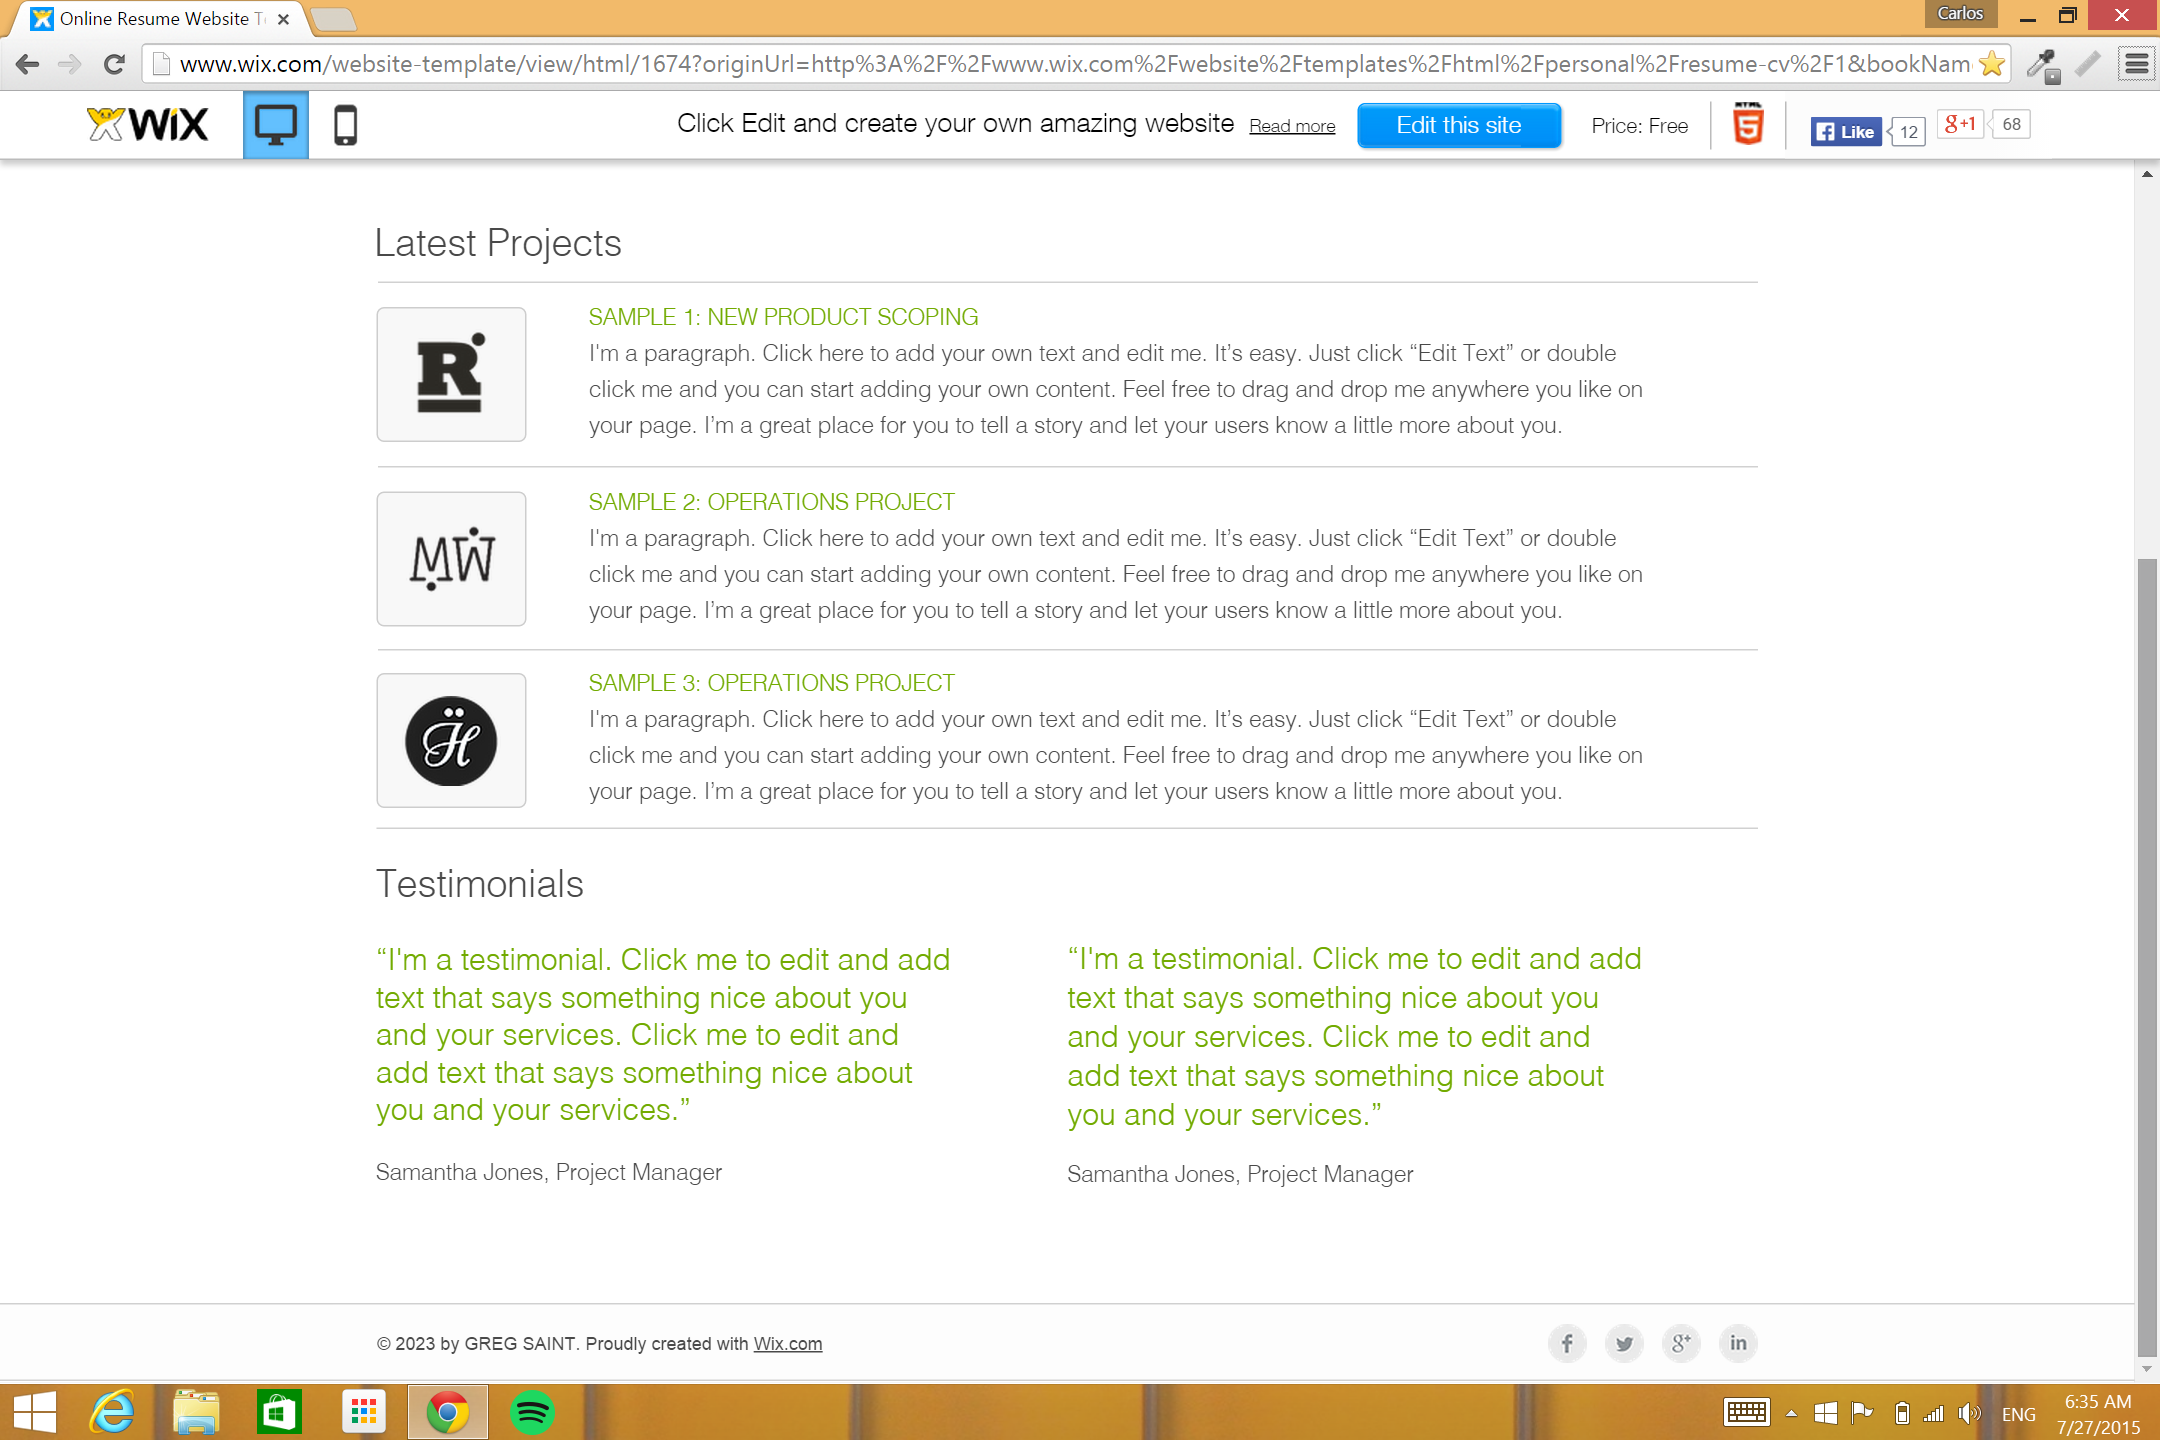 Online Resume Website T
Carlos
www.wix.com/website-template/view/html/1674?originUrl=http%3A%2F%2Fwww.wix.com%2Fwebsite%2Ftemplates%2Fhtml%2Fpersonal%2Fresume-cv%2F1&bookNam
WiX
Click Edit and create your own amazing website Read more
Edit this site
Price: Free
HTML
5
Like
12
g+1
68
Latest Projects
R
SAMPLE 1: NEW PRODUCT SCOPING
I'm a paragraph. Click here to add your own text and edit me. It’s easy. Just click “Edit Text” or double
click me and you can start adding your own content. Feel free to drag and drop me anywhere you like on
your page. I’m a great place for you to tell a story and let your users know a little more about you.
MW
SAMPLE 2: OPERATIONS PROJECT
I'm a paragraph. Click here to add your own text and edit me. It’s easy. Just click “Edit Text” or double
click me and you can start adding your own content. Feel free to drag and drop me anywhere you like on
your page. I’m a great place for you to tell a story and let your users know a little more about you.
Ḧ
SAMPLE 3: OPERATIONS PROJECT
I'm a paragraph. Click here to add your own text and edit me. It’s easy. Just click “Edit Text” or double
click me and you can start adding your own content. Feel free to drag and drop me anywhere you like on
your page. I’m a great place for you to tell a story and let your users know a little more about you.
Testimonials
“I'm a testimonial. Click me to edit and add
text that says something nice about you
and your services. Click me to edit and
add text that says something nice about
you and your services.”
Samantha Jones, Project Manager
“I'm a testimonial. Click me to edit and add
text that says something nice about you
and your services. Click me to edit and
add text that says something nice about
you and your services.”
Samantha Jones, Project Manager
© 2023 by GREG SAINT. Proudly created with Wix.com
f
g+
in
ENG
6:35 AM
7/27/2015